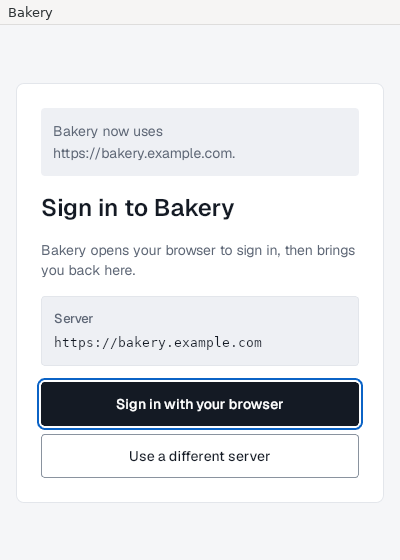 Bakery
Bakery now uses
https://bakery.example.com.
Sign in to Bakery
Bakery opens your browser to sign in, then brings
you back here.
Server
https://bakery.example.com
Sign in with your browser
Use a different server